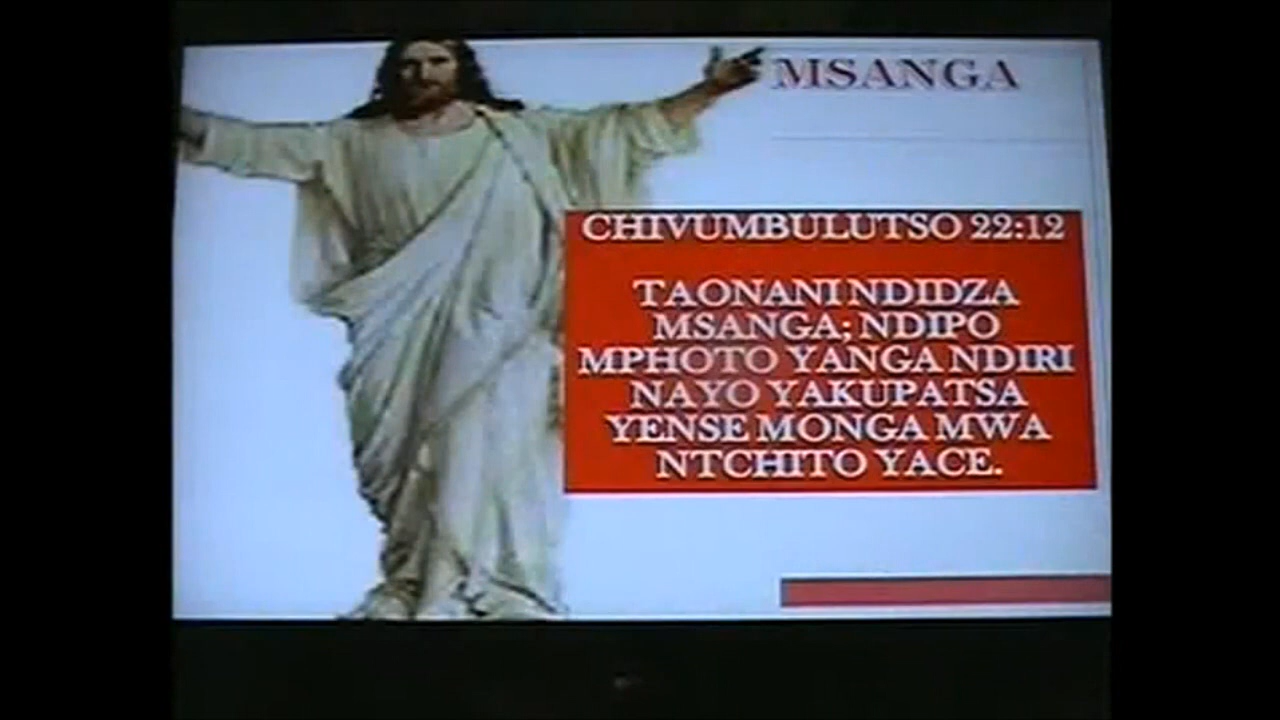 MSANGA
CHIVUMBULUTSO 22:12
TAONANI NDIDZA
MSANGA; NDIPO
MPHOTO YANGA NDIRI
NAYO YAKUPATSA
YENSE MONGA MWA
NTCHITO YACE.